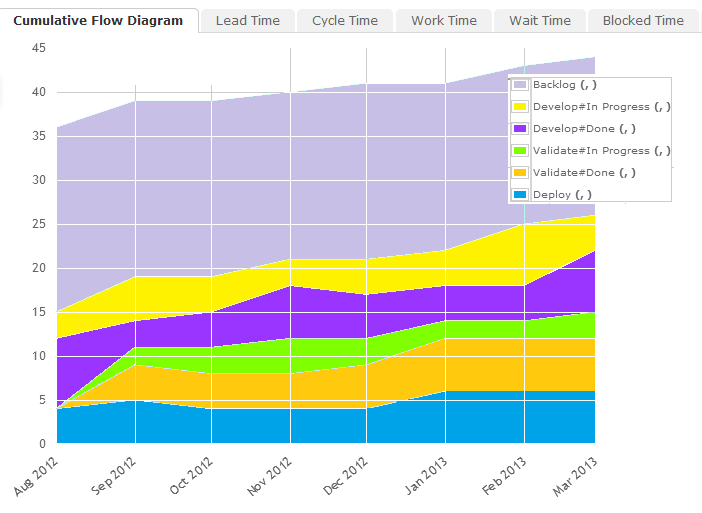 Cumulative Flow Diagram Lead Time Cycle Time Work Time Wait Time Blocked Time
45
40
35
30
25
20
15
10
5
0
Backlog (, )
Develop#In Progress (, )
Develop#Done (, )
Validate#In Progress (, )
Validate#Done (, )
Deploy (, )
Aug 2012 Sep 2012 Oct 2012 Nov 2012 Dec 2012 Jan 2013 Feb 2013 Mar 2013